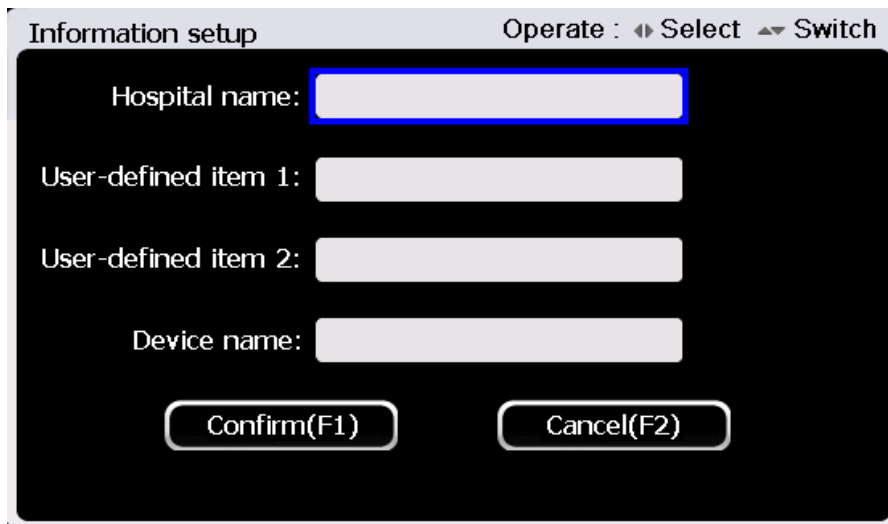 Information setup
Operate : Select Switch
Hospital name:
User-defined item 1:
User-defined item 2:
Device name:
Confirm(F1)
Cancel(F2)